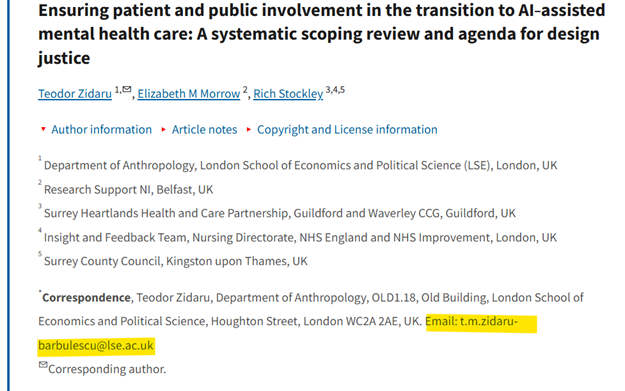 Ensuring patient and public involvement in the transition to AI‐assisted
mental health care: A systematic scoping review and agenda for design
justice
Teodor Zidaru 1,✉, Elizabeth M Morrow 2, Rich Stockley 3,4,5
▼ Author information ► Article notes ► Copyright and License information
1 Department of Anthropology, London School of Economics and Political Science (LSE), London, UK
2 Research Support NI, Belfast, UK
3 Surrey Heartlands Health and Care Partnership, Guildford and Waverley CCG, Guildford, UK
4 Insight and Feedback Team, Nursing Directorate, NHS England and NHS Improvement, London, UK
5 Surrey County Council, Kingston upon Thames, UK
* Correspondence, Teodor Zidaru, Department of Anthropology, OLD1.18, Old Building, London School of
Economics and Political Science, Houghton Street, London WC2A 2AE, UK. Email: t.m.zidaru-
barbulescu@lse.ac.uk
✉Corresponding author.